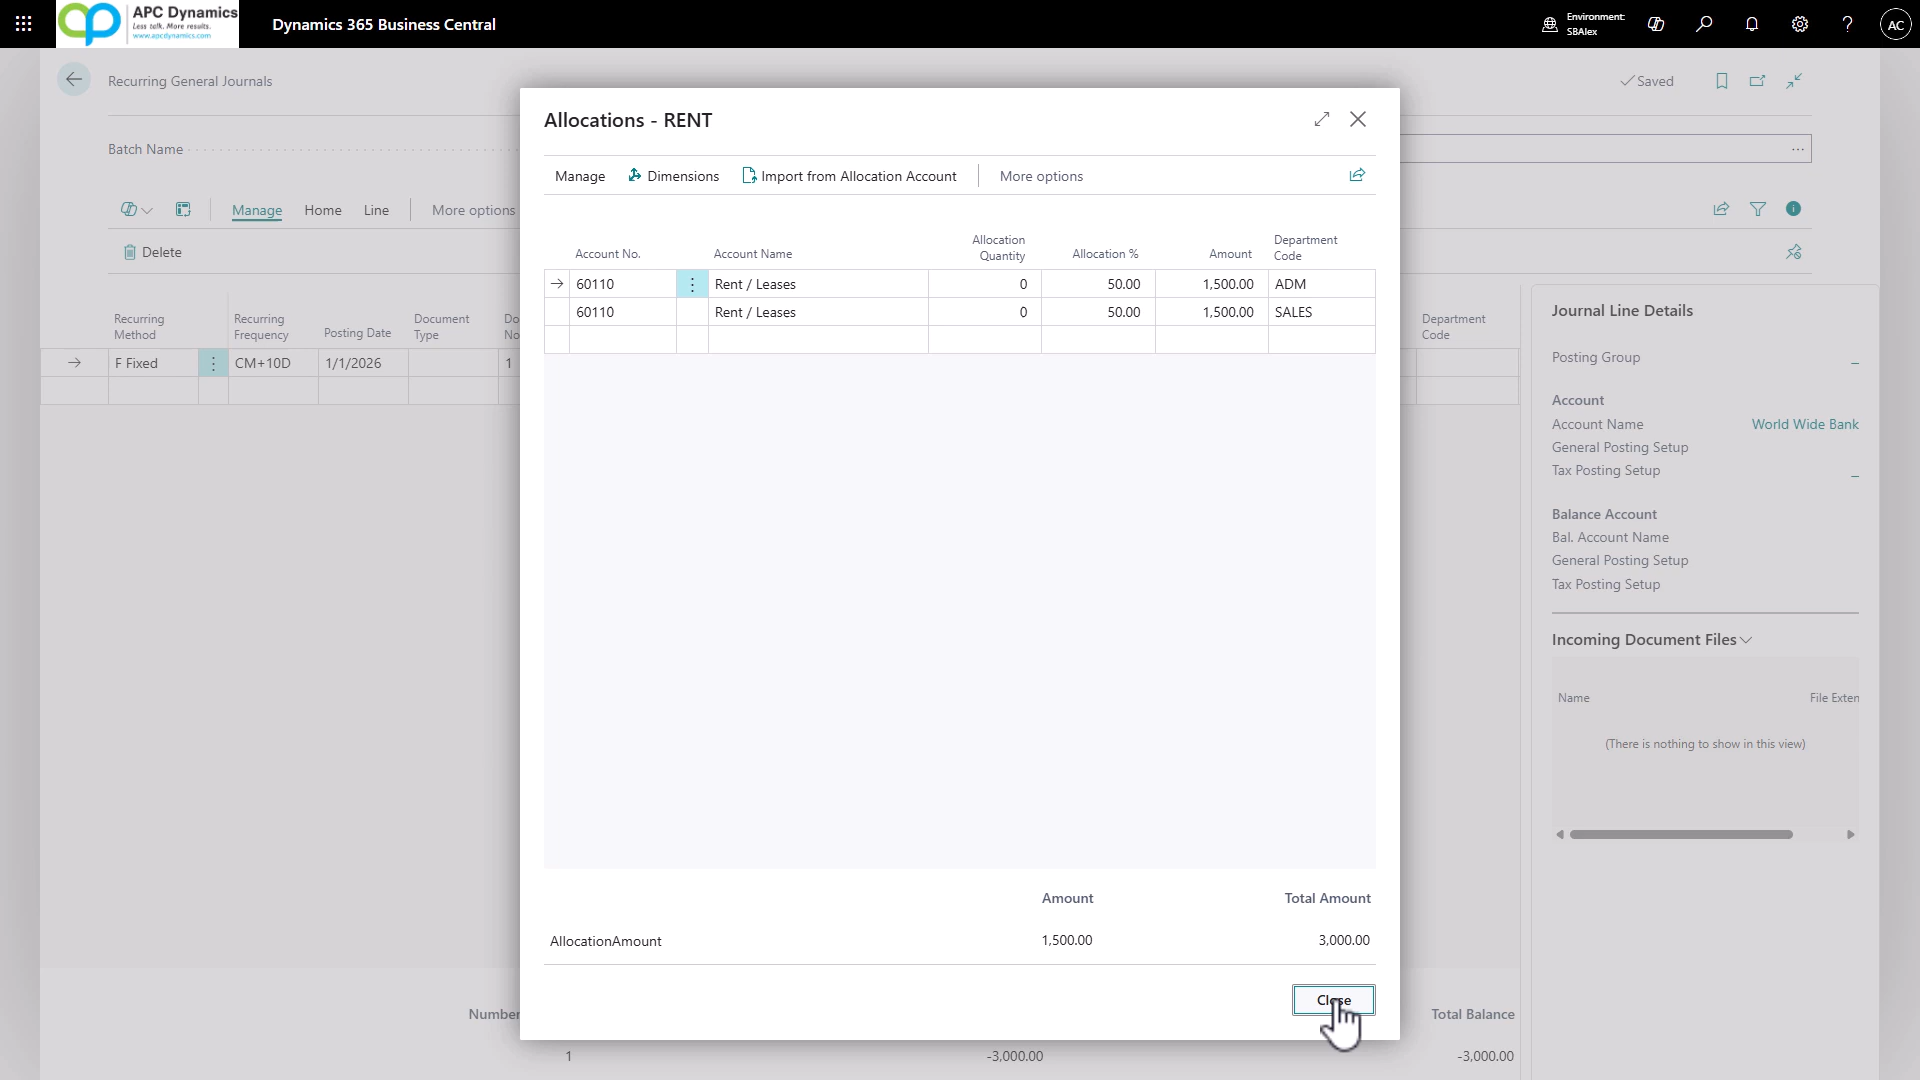 APC Dynamics
Less talk. More results.
www.apcdynamics.com
Dynamics 365 Business Central
Environment:
SBAlex
AC
Recurring General Journals
Saved
Batch Name
Manage
Home
Line
More options
Delete
Recurring Method
Recurring Frequency
Posting Date
Document Type
Do
No
Department Code
F Fixed
CM+10D
1/1/2026
1
Number
Total Balance
1
-3,000.00
-3,000.00
Allocations - RENT
Manage
Dimensions
Import from Allocation Account
More options
Account No.
Account Name
Allocation Quantity
Allocation %
Amount
Department Code
60110 Rent / Leases 0 50.00 1,500.00 ADM
60110 Rent / Leases 0 50.00 1,500.00 SALES
Amount
Total Amount
AllocationAmount
1,500.00
3,000.00
Close
Journal Line Details
Posting Group _
Account
Account Name World Wide Bank
General Posting Setup
Tax Posting Setup _
Balance Account
Bal. Account Name
General Posting Setup
Tax Posting Setup
Incoming Document Files
Name
File Exten
(There is nothing to show in this view)